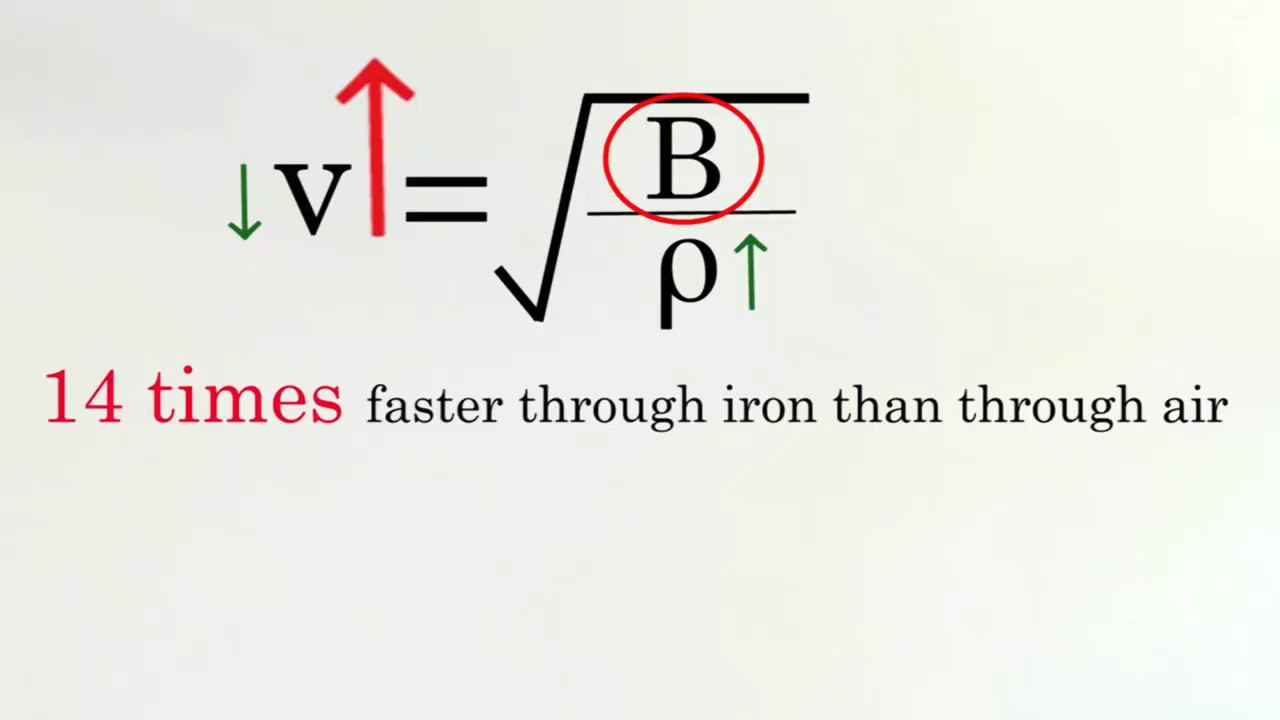 ↓v↑=√B/ρ↑
14 times faster through iron than through air